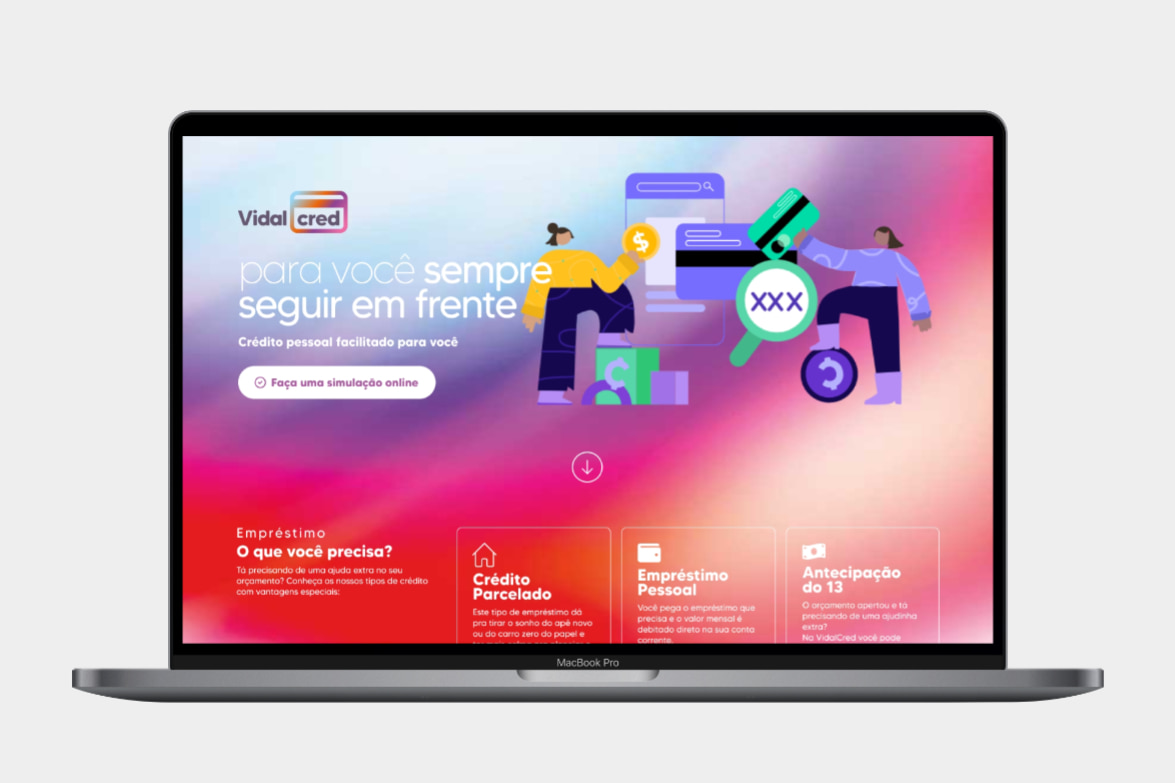 Vidal cred
para você sempre
seguir em frente
Crédito pessoal facilitado para você
Faça uma simulação online
$
XXX
Empréstimo
O que você precisa?
Tá precisando de uma ajuda extra no seu
orçamento? Conheça os nossos tipos de crédito
com vantagens especiais:
Crédito
Parcelado
Este tipo de empréstimo dá
pra tirar o sonho do apê novo
ou do carro zero do papel e
Empréstimo
Pessoal
Você pega o empréstimo que
precisa e o valor mensal é
debitado direto na sua conta
corrente.
Antecipação
do 13
O orçamento apertou e tá
precisando de uma ajudinha
extra?
Na VidalCred você pode
MacBook Pro